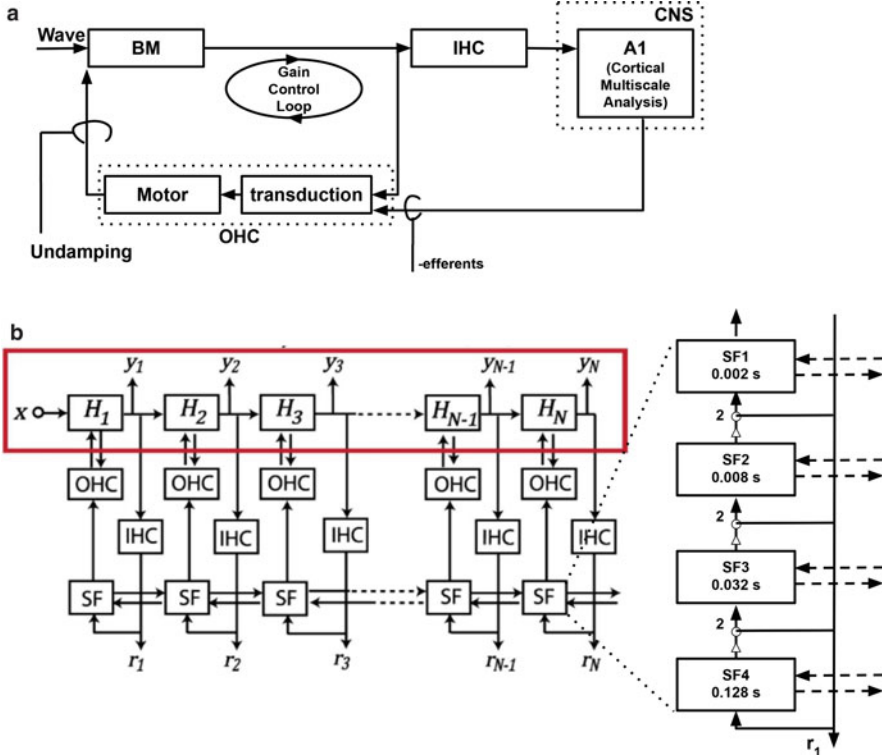 a
Wave
BM
IHC
CNS
A1
(Cortical
Multiscale
Analysis)
Gain
Control
Loop
Motor
transduction
OHC
Undamping
-efferents
b
y1 y2 y3 yN-1 yN
x H1 H2 H3 HN-1 HN
OHC OHC OHC OHC OHC
IHC IHC IHC IHC IHC
SF SF SF SF SF
r1 r2 r3 rN-1 rN
SF1
0.002 s
2
SF2
0.008 s
2
SF3
0.032 s
2
SF4
0.128 s
r1